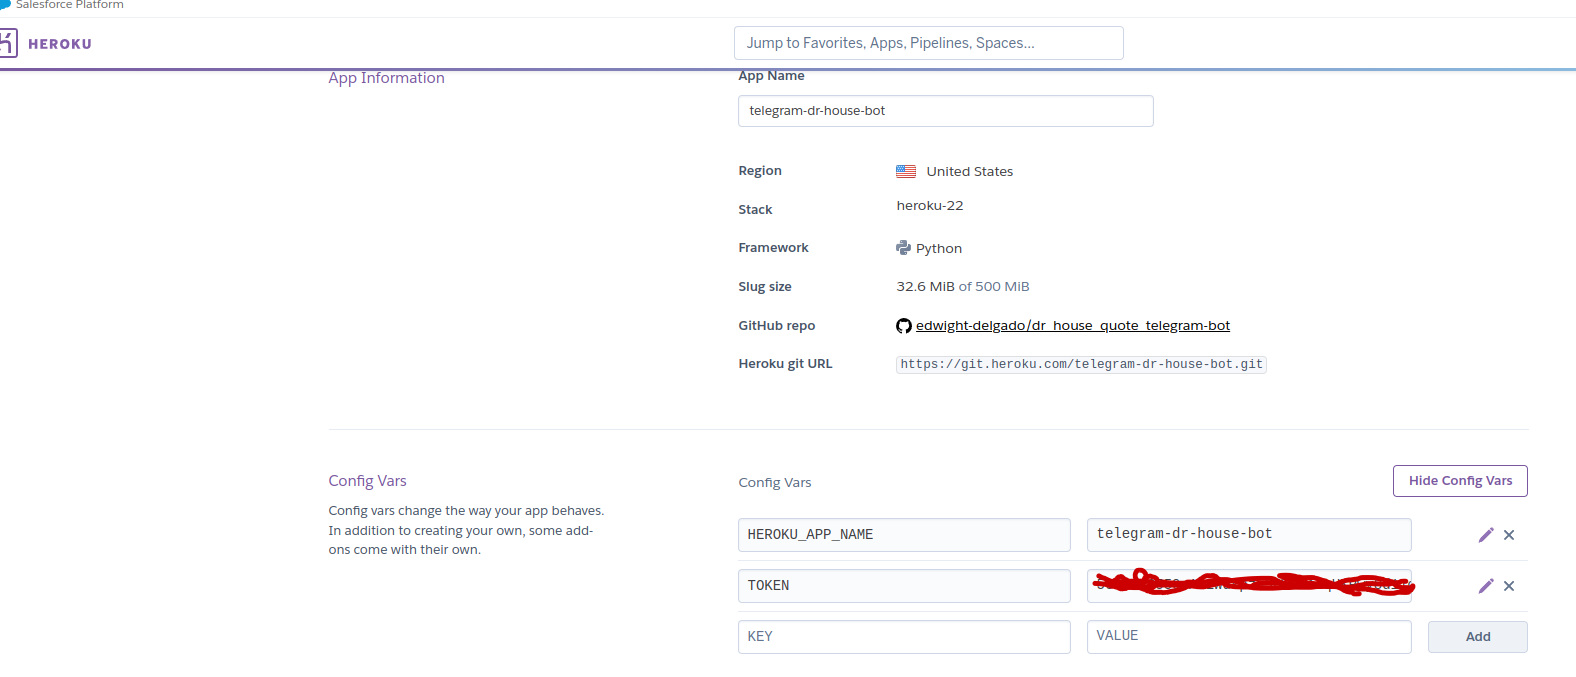 Salesforce Platform
HEROKU
Jump to Favorites, Apps, Pipelines, Spaces...
App Information
App Name
telegram-dr-house-bot
Region United States
Stack heroku-22
Framework Python
Slug size 32.6 MiB of 500 MiB
GitHub repo edwight-delgado/dr_house_quote_telegram-bot
Heroku git URL https://git.heroku.com/telegram-dr-house-bot.git
Config Vars
Config vars change the way your app behaves.
In addition to creating your own, some add-
ons come with their own.
Config Vars
Hide Config Vars
HEROKU_APP_NAME telegram-dr-house-bot
TOKEN
KEY VALUE Add